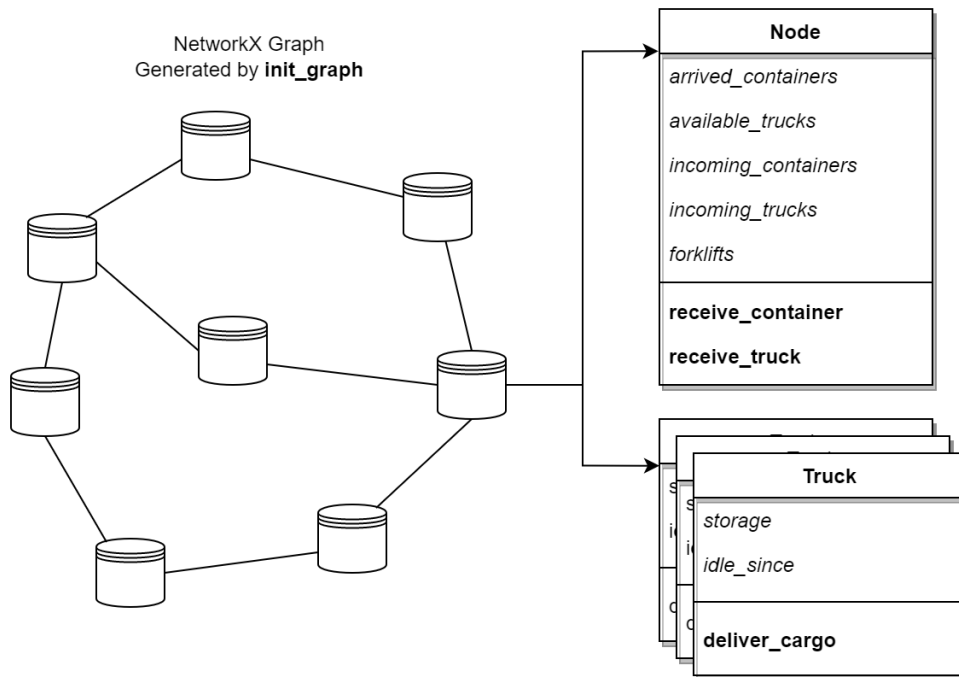 NetworkX Graph
Generated by init_graph
Node
arrived_containers
available_trucks
incoming_containers
incoming_trucks
forklifts
receive_container
receive_truck
Truck
storage
idle_since
deliver_cargo